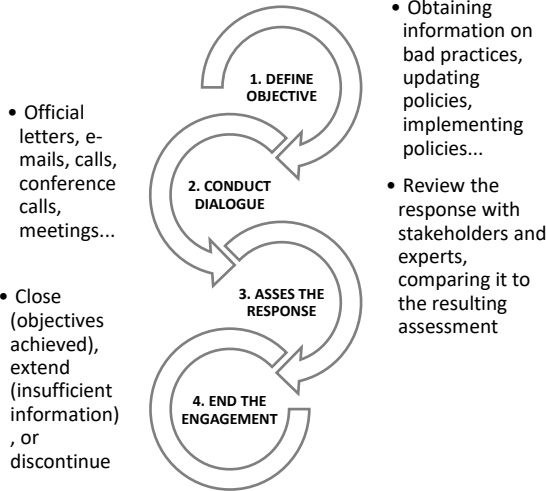 • Obtaining
information on
bad practices,
updating
policies,
implementing
policies...
1. DEFINE
OBJECTIVE
• Official
letters, e-
mails, calls,
conference
calls,
meetings...
2. CONDUCT
DIALOGUE
• Review the
response with
stakeholders and
experts,
comparing it to
the resulting
assessment
3. ASSES THE
RESPONSE
• Close
(objectives
achieved),
extend
(insufficient
information)
, or
discontinue
4. END THE
ENGAGEMENT